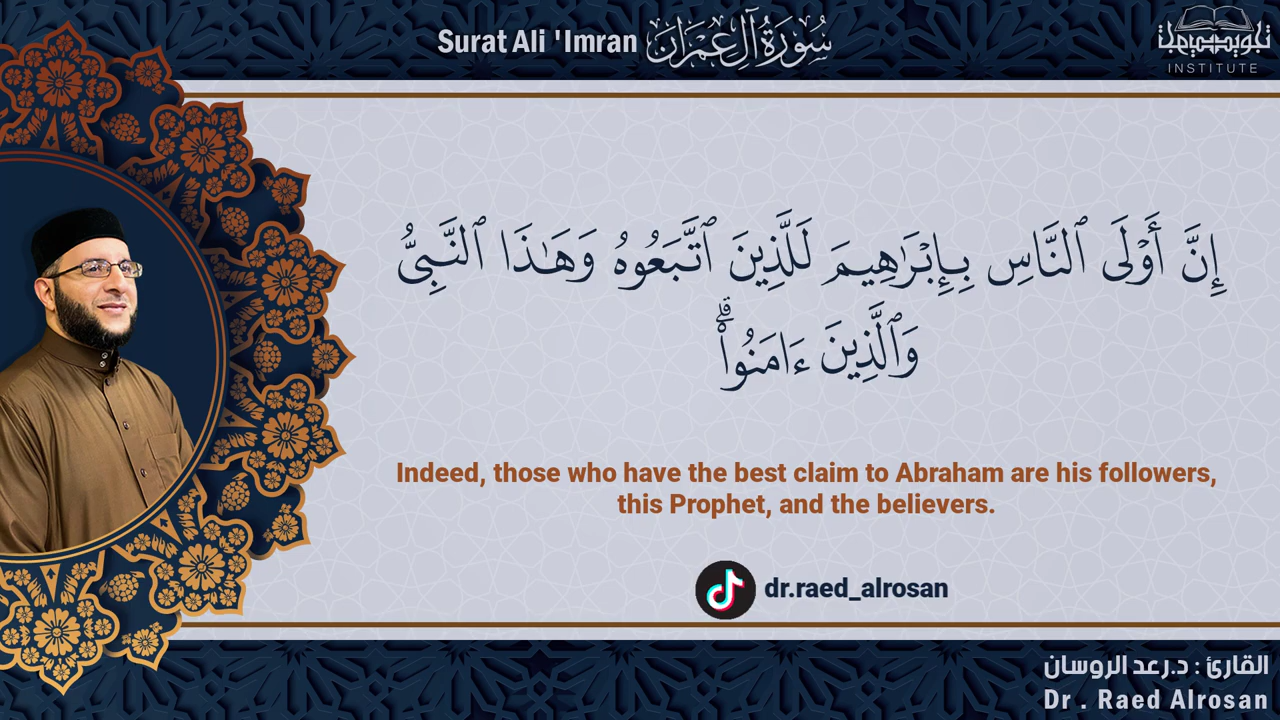 Surat Ali 'Imran سُورَةُ آلِ عِمْرَانَ
INSTITUTE
إِنَّ أَوْلَى ٱلنَّاسِ بِإِبْرَٰهِيمَ لَلَّذِينَ ٱتَّبَعُوهُ وَهَـٰذَا ٱلنَّبِىُّ
وَٱلَّذِينَ ءَامَنُوا۟ ۗ
Indeed, those who have the best claim to Abraham are his followers,
this Prophet, and the believers.
dr.raed_alrosan
القارئ : د.رعد الروسان
Dr . Raed Alrosan